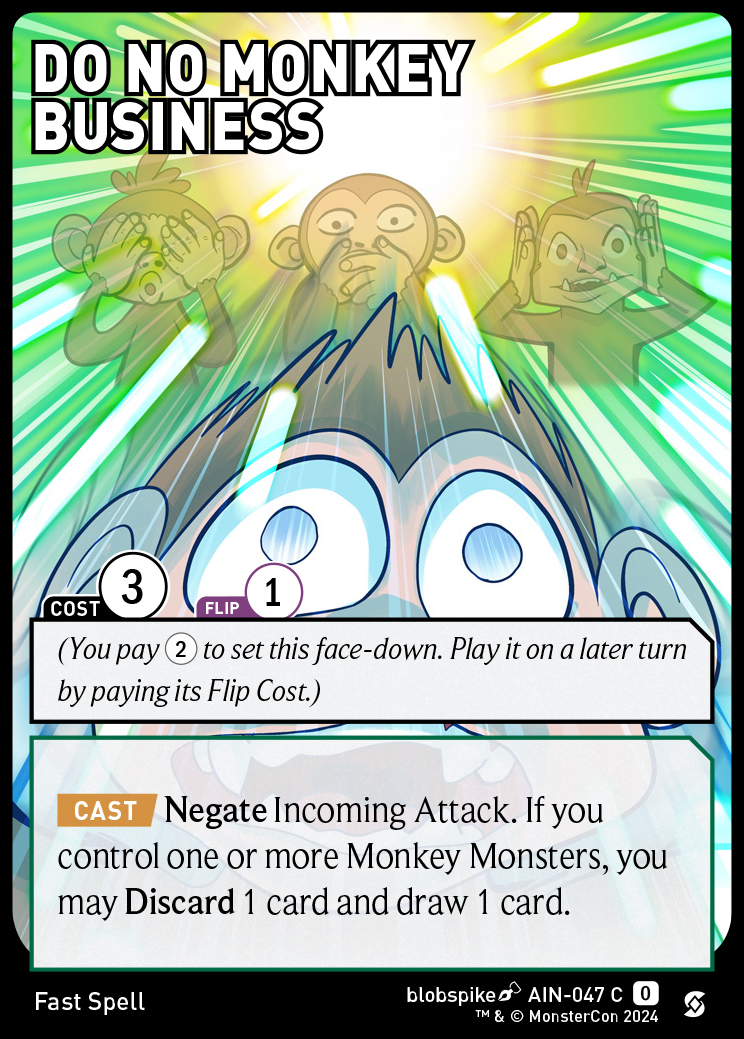 DO NO MONKEY
BUSINESS
COST 3 FLIP 1
(You pay 2 to set this face-down. Play it on a later turn
by paying its Flip Cost.)
CAST Negate Incoming Attack. If you
control one or more Monkey Monsters, you
may Discard 1 card and draw 1 card.
Fast Spell
blobspike AIN-047 C 0
™ & © MonsterCon 2024